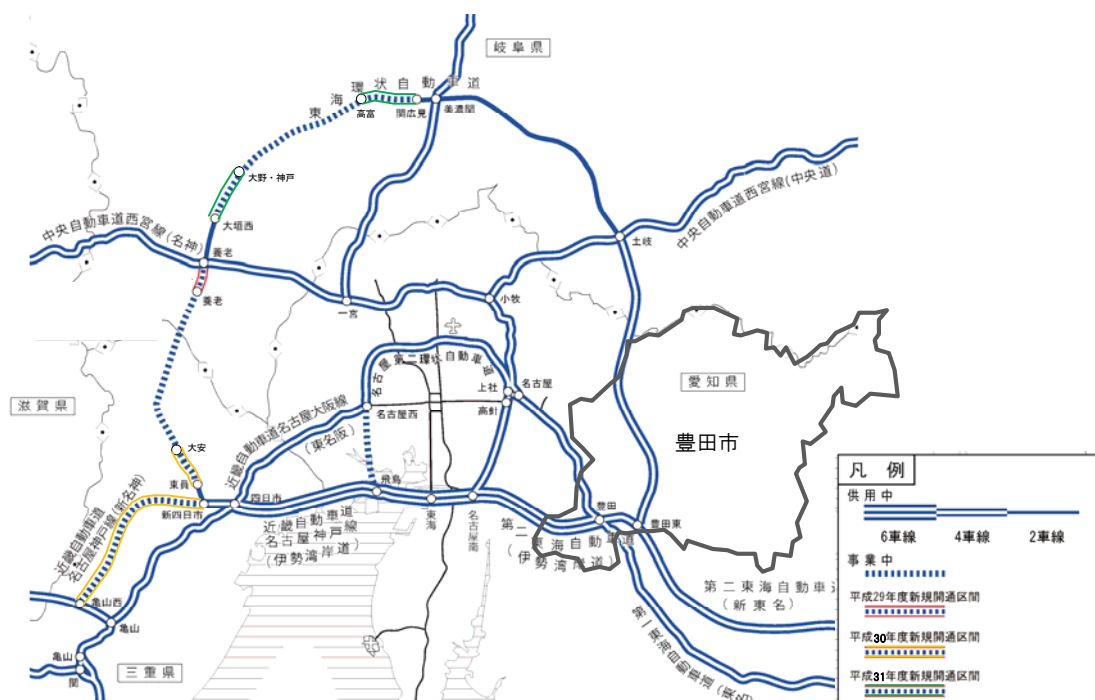 岐阜県
東海環状自動車道
高富
関広見
美濃関
大野・神戸
大垣西
中央自動車道西宮線(名神)
養老
養老
一宮
小牧
土岐
中央自動車道西宮線(中央道)
名古屋第二環状自動車道
上社
名古屋
高針
名古屋西
愛知県
豊田市
滋賀県
近畿自動車道名古屋大阪線
(東名阪)
大安
東員
新四日市
四日市
飛島
東海
名古屋南
豊田
豊田東
近畿自動車道
名古屋神戸線(新名神)
近畿自動車道
名古屋神戸線
(伊勢湾岸道)
第二東海自動車道
(伊勢湾岸道)
第二東海自動車道
(新東名)
第一東海自動車道(東名)
亀山西
亀山
亀山
関
三重県
凡例
供用中
6車線
4車線
2車線
事業中
平成29年度新規開通区間
平成30年度新規開通区間
平成31年度新規開通区間